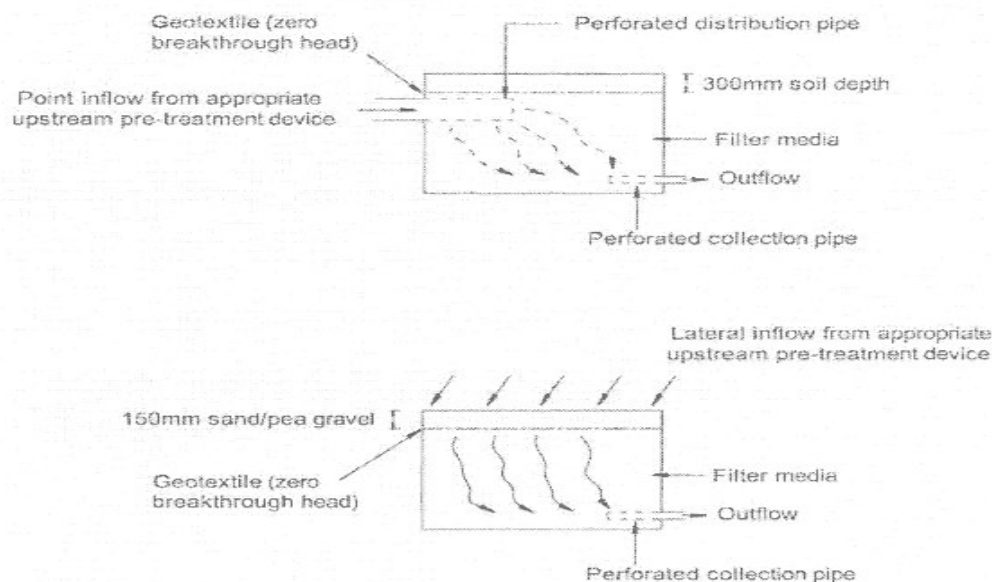 Geotextile (zero
breakthrough head)
Perforated distribution pipe
300mm soil depth
Point inflow from appropriate
upstream pre-treatment device
Filter media
Outflow
Perforated collection pipe
Lateral inflow from appropriate
upstream pre-treatment device
150mm sand/pea gravel
Geotextile (zero
breakthrough head)
Filter media
Outflow
Perforated collection pipe